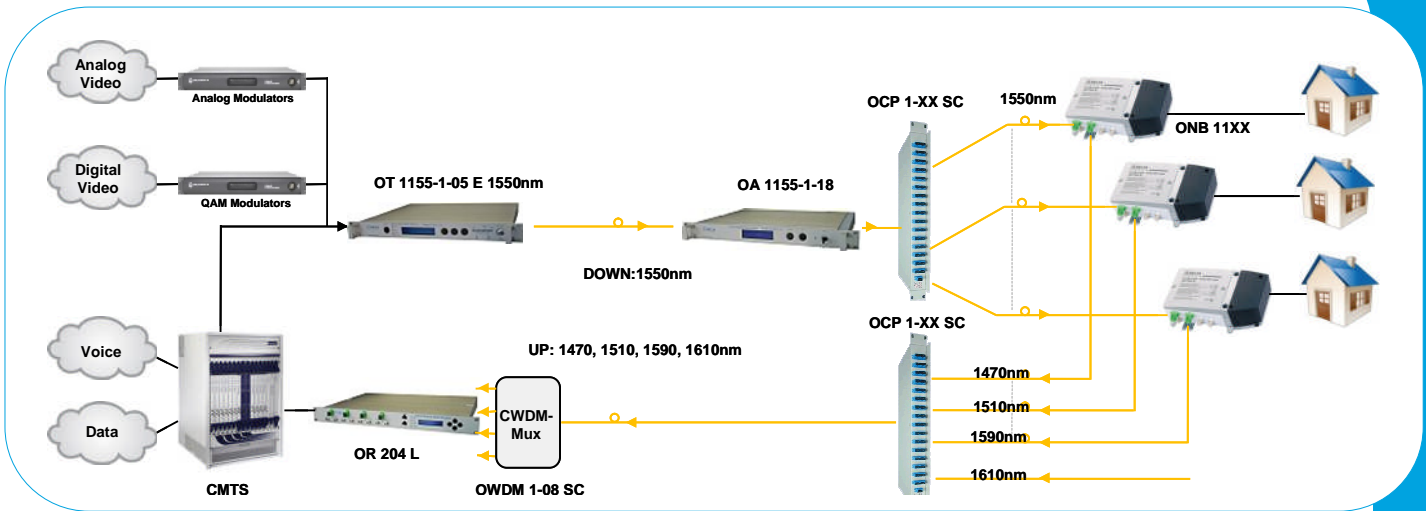 Analog
Video
Analog Modulators
Digital
Video
QAM Modulators
OT 1155-1-05 E 1550nm
OA 1155-1-18
DOWN:1550nm
OCP 1-XX SC
1550nm
ONB 11XX
OCP 1-XX SC
UP: 1470, 1510, 1590, 1610nm
Voice
Data
CMTS
OR 204 L
CWDM-
Mux
OWDM 1-08 SC
1470nm
1510nm
1590nm
1610nm